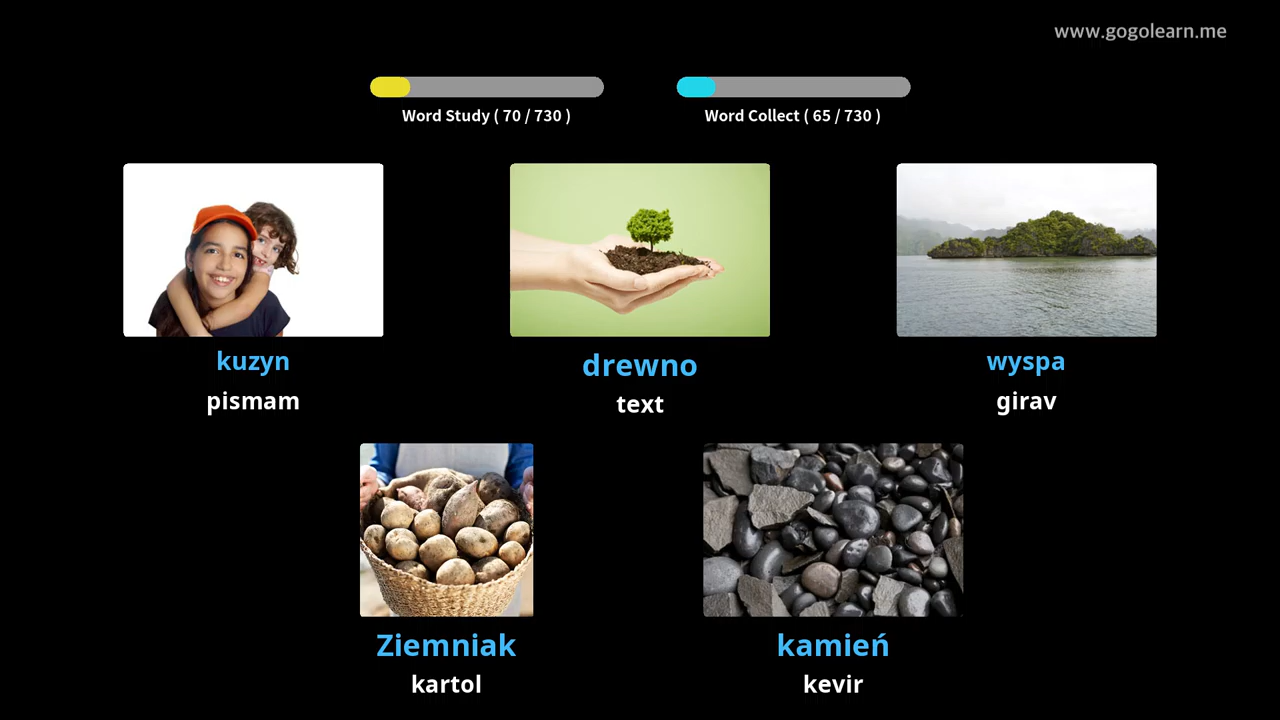 www.gogolearn.me
Word Study ( 70 / 730 )
Word Collect ( 65 / 730 )
kuzyn
pismam
drewno
text
wyspa
girav
Ziemniak
kartol
kamień
kevir